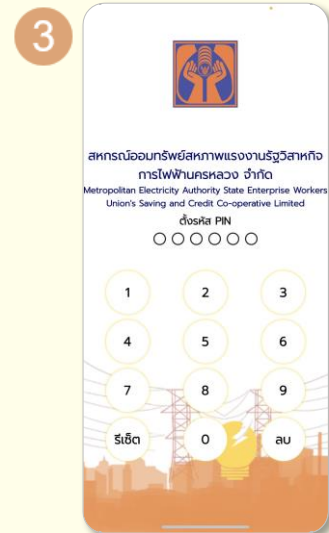 3
สหกรณ์ออมทรัพย์สหภาพแรงงานรัฐวิสาหกิจ
การไฟฟ้านครหลวง จำกัด
Metropolitan Electricity Authority State Enterprise Workers
Union's Saving and Credit Co-operative Limited
ตั้งรหัส PIN
1 2 3
4 5 6
7 8 9
รีเซ็ต 0 ลบ